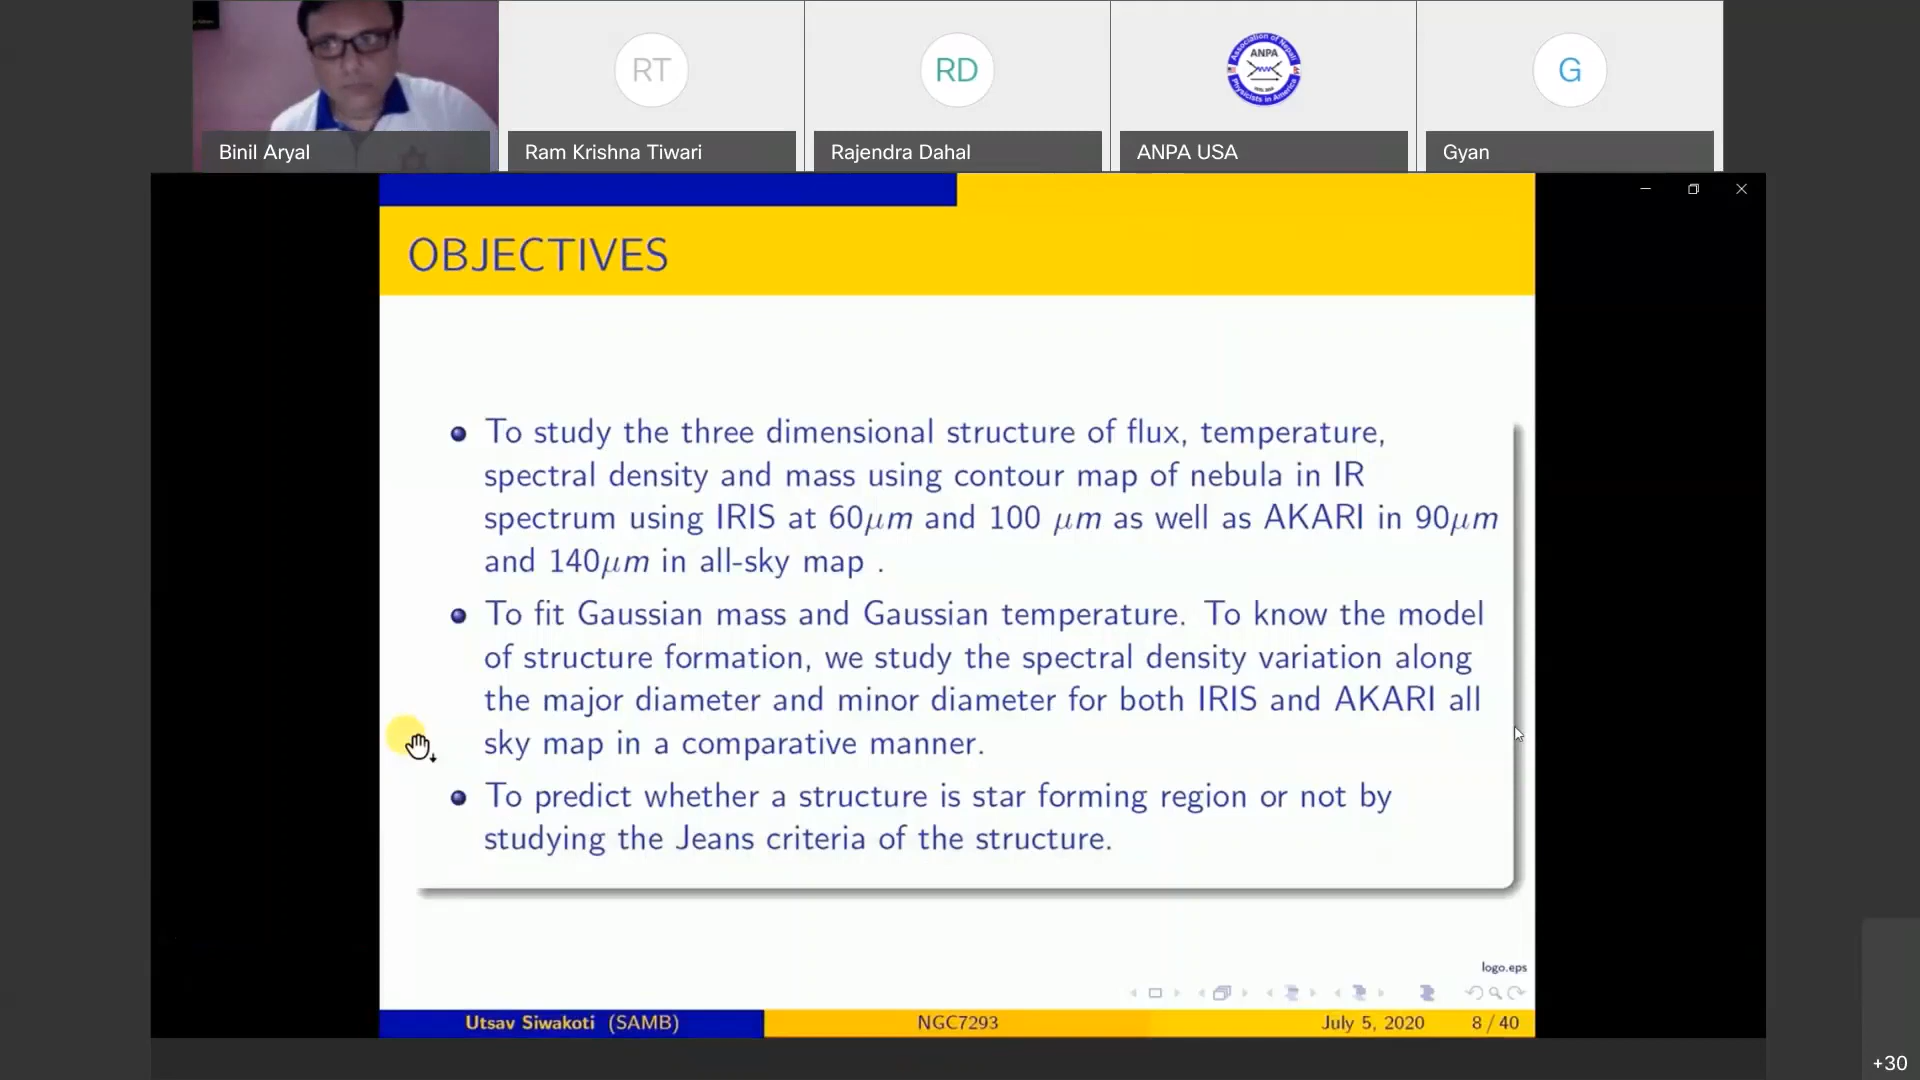 RT
RD
ANPA
Association of Nepali
Physicists in America
G
Binil Aryal
Ram Krishna Tiwari
Rajendra Dahal
ANPA USA
Gyan
OBJECTIVES
To study the three dimensional structure of flux, temperature,
spectral density and mass using contour map of nebula in IR
spectrum using IRIS at 60μm and 100 μm as well as AKARI in 90μm
and 140μm in all-sky map .
To fit Gaussian mass and Gaussian temperature. To know the model
of structure formation, we study the spectral density variation along
the major diameter and minor diameter for both IRIS and AKARI all
sky map in a comparative manner.
To predict whether a structure is star forming region or not by
studying the Jeans criteria of the structure.
logo.eps
Utsav Siwakoti (SAMB)
NGC7293
July 5, 2020
8 / 40
+30